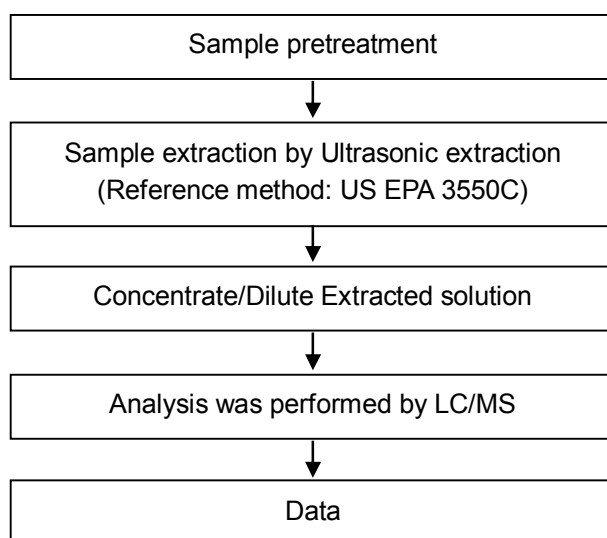 Sample pretreatment
Sample extraction by Ultrasonic extraction
(Reference method: US EPA 3550C)
Concentrate/Dilute Extracted solution
Analysis was performed by LC/MS
Data